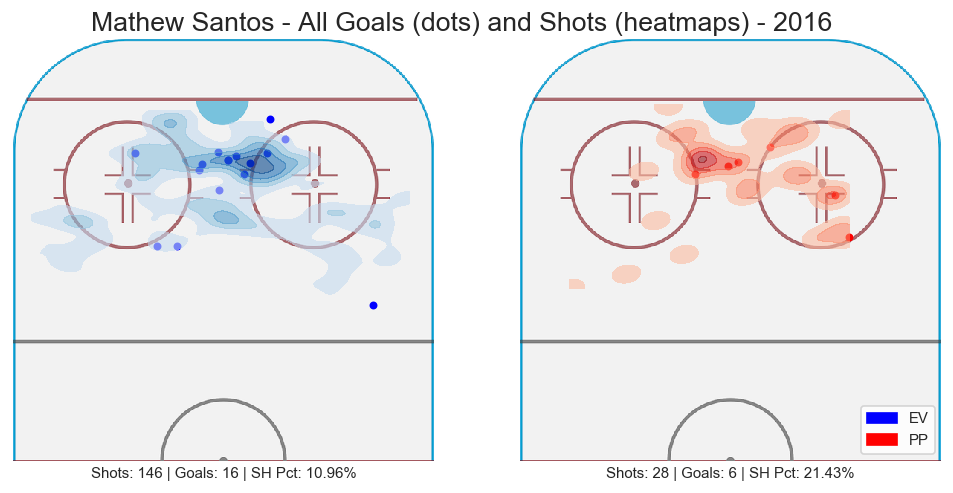 Mathew Santos - All Goals (dots) and Shots (heatmaps) - 2016
EV
PP
Shots: 146 | Goals: 16 | SH Pct: 10.96%
Shots: 28 | Goals: 6 | SH Pct: 21.43%